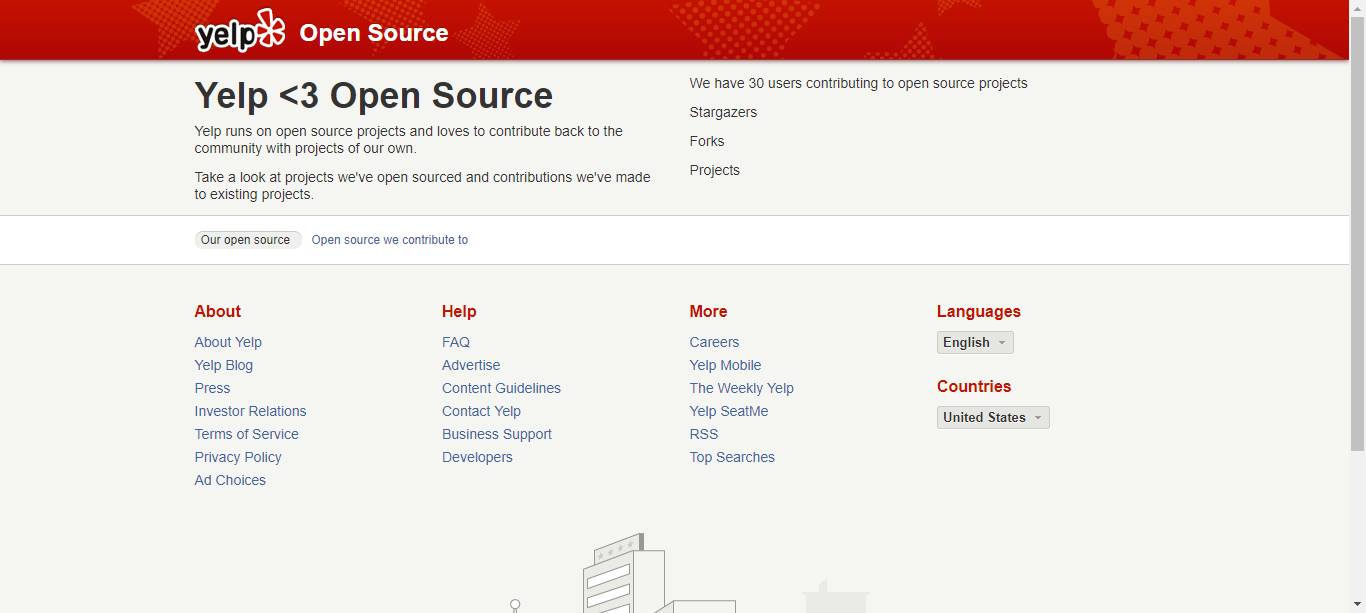 yelp Open Source
Yelp <3 Open Source
Yelp runs on open source projects and loves to contribute back to the
community with projects of our own.
Take a look at projects we've open sourced and contributions we've made
to existing projects.
We have 30 users contributing to open source projects
Stargazers
Forks
Projects
Our open source Open source we contribute to
About
About Yelp
Yelp Blog
Press
Investor Relations
Terms of Service
Privacy Policy
Ad Choices
Help
FAQ
Advertise
Content Guidelines
Contact Yelp
Business Support
Developers
More
Careers
Yelp Mobile
The Weekly Yelp
Yelp SeatMe
RSS
Top Searches
Languages
English
Countries
United States